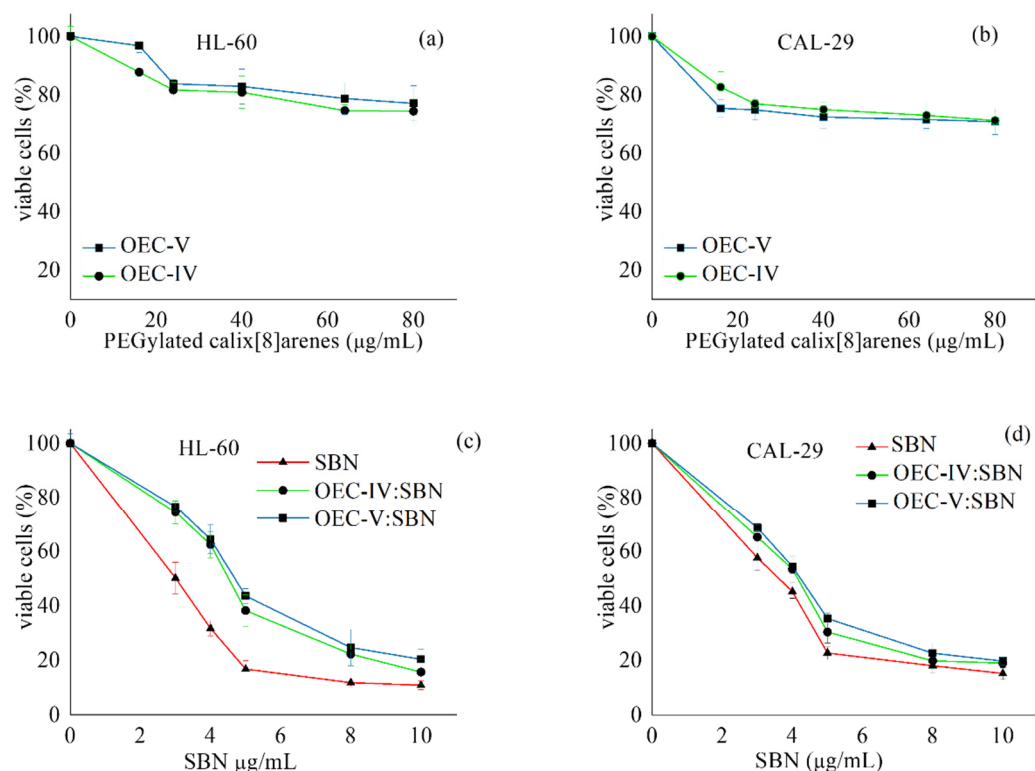 HL-60
(a)
viable cells (%)
100
80
60
40
20
OEC-V
OEC-IV
0
20
40
60
80
PEGylated calix[8]arenes (µg/mL)
CAL-29
(b)
viable cells (%)
100
80
60
40
20
OEC-V
OEC-IV
0
20
40
60
80
PEGylated calix[8]arenes (µg/mL)
HL-60
(c)
viable cells (%)
100
80
60
40
20
0
SBN
OEC-IV:SBN
OEC-V:SBN
0
2
4
6
8
10
SBN µg/mL
CAL-29
(d)
viable cells (%)
100
80
60
40
20
0
SBN
OEC-IV:SBN
OEC-V:SBN
0
2
4
6
8
10
SBN (µg/mL)